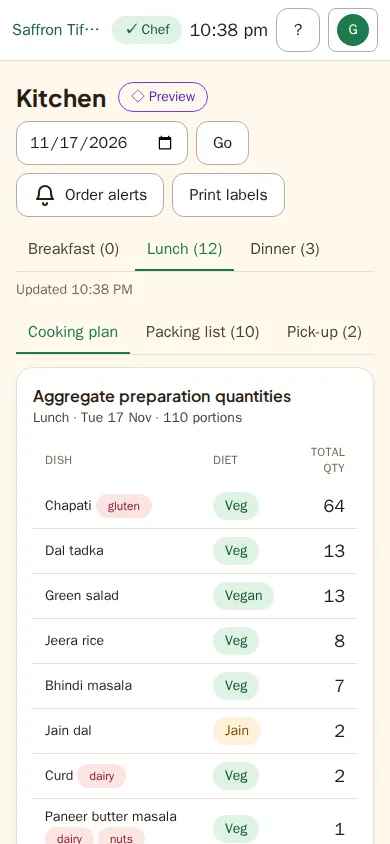 Saffron Tif···
✓ Chef
10:38 pm
?
G
Kitchen
◇ Preview
11/17/2026
Go
Order alerts
Print labels
Breakfast (0)
Lunch (12)
Dinner (3)
Updated 10:38 PM
Cooking plan
Packing list (10)
Pick-up (2)
Aggregate preparation quantities
Lunch · Tue 17 Nov · 110 portions
DISH DIET TOTAL
QTY
Chapati gluten Veg 64
Dal tadka Veg 13
Green salad Vegan 13
Jeera rice Veg 8
Bhindi masala Veg 7
Jain dal Jain 2
Curd dairy Veg 2
Paneer butter masala
dairy nuts Veg 1